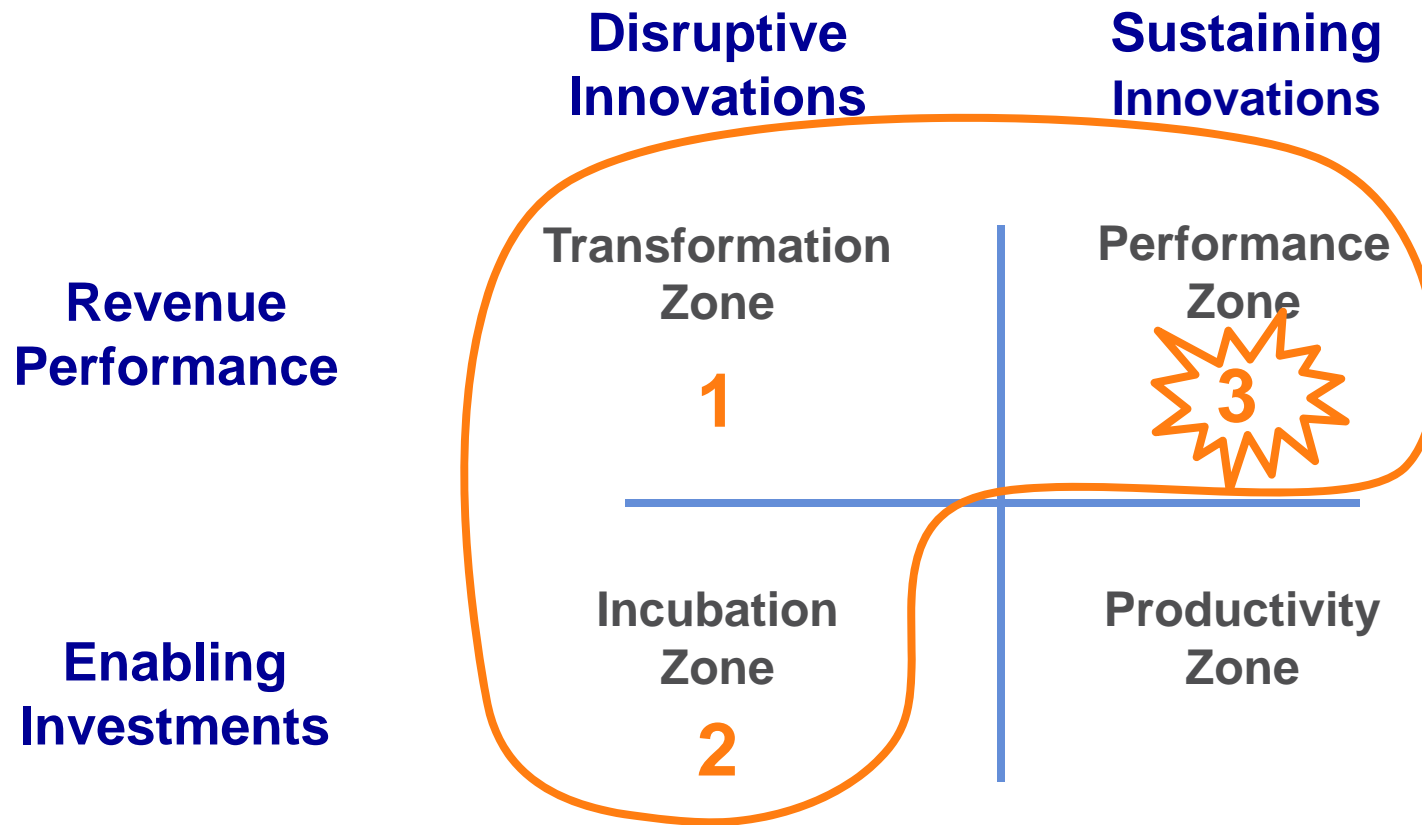 Disruptive
Innovations
Sustaining
Innovations
Revenue
Performance
Transformation
Zone
1
Performance
Zone
3
Enabling
Investments
Incubation
Zone
2
Productivity
Zone